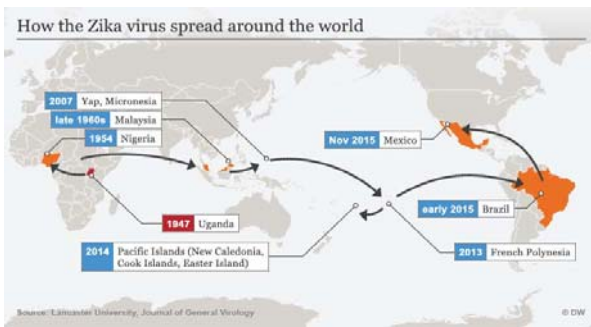 How the Zika virus spread around the world
2007 Yap, Micronesia
late 1960s Malaysia
1954 Nigeria
Nov 2015 Mexico
1947 Uganda
early 2015 Brazil
2014 Pacific Islands (New Caledonia,
Cook Islands, Easter Island)
2013 French Polynesia
Source: Lancaster University, Journal of General Virology
© DW